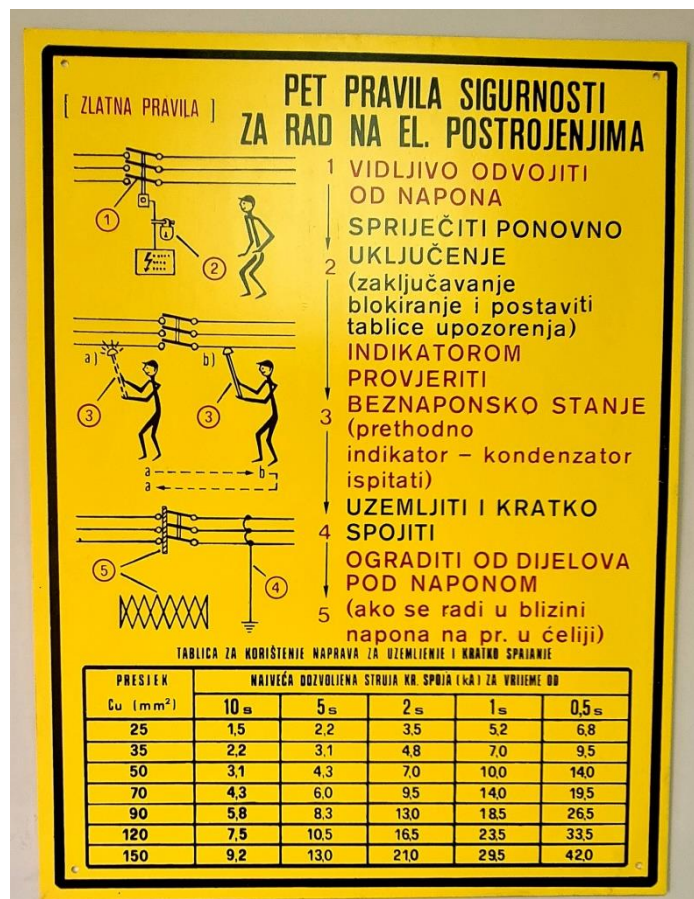 [ ZLATNA PRAVILA ]
PET PRAVILA SIGURNOSTI
ZA RAD NA EL. POSTROJENJIMA
1 VIDLJIVO ODVOJITI
OD NAPONA
SPRIJEČITI PONOVNO
2 UKLJUČENJE
(zaključavanje
blokiranje i postaviti
tablice upozorenja)
INDIKATOROM
PROVJERITI
3 BEZNAPONSKO STANJE
(prethodno
indikator – kondenzator
ispitati)
UZEMLJITI I KRATKO
4 SPOJITI
OGRADITI OD DIJELOVA
POD NAPONOM
5 (ako se radi u blizini
napona na pr. u ćeliji)
1
2
a) b)
3 3
a b
a
5 4
TABLICA ZA KORIŠTENJE NAPRAVA ZA UZEMLJENJE I KRATKO SPAJANJE
PRESJEK NAJVEĆA DOZVOLJENA STRUJA KR. SPOJA (kA) ZA VRIJEME OD
Cu (mm²) 10 s 5 s 2 s 1 s 0,5 s
25 1,5 2,2 3,5 5,2 6,8
35 2,2 3,1 4,8 7,0 9,5
50 3,1 4,3 7,0 10,0 14,0
70 4,3 6,0 9,5 14,0 19,5
90 5,8 8,3 13,0 18,5 26,5
120 7,5 10,5 16,5 23,5 33,5
150 9,2 13,0 21,0 29,5 42,0